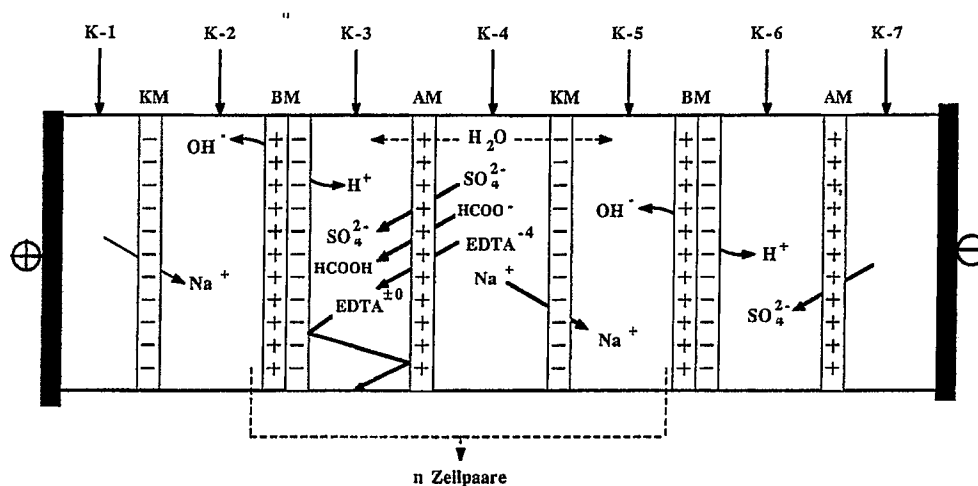 K-1 K-2 K-3 K-4 K-5 K-6 K-7
KM BM AM KM BM AM
OH⁻ H₂O
H⁺ SO₄²⁻
HCOO⁻ OH⁻
SO₄²⁻ EDTA⁻⁴ H⁺
HCOOH Na⁺
Na⁺ EDTA±0 SO₄²⁻
Na⁺
n Zellpaare